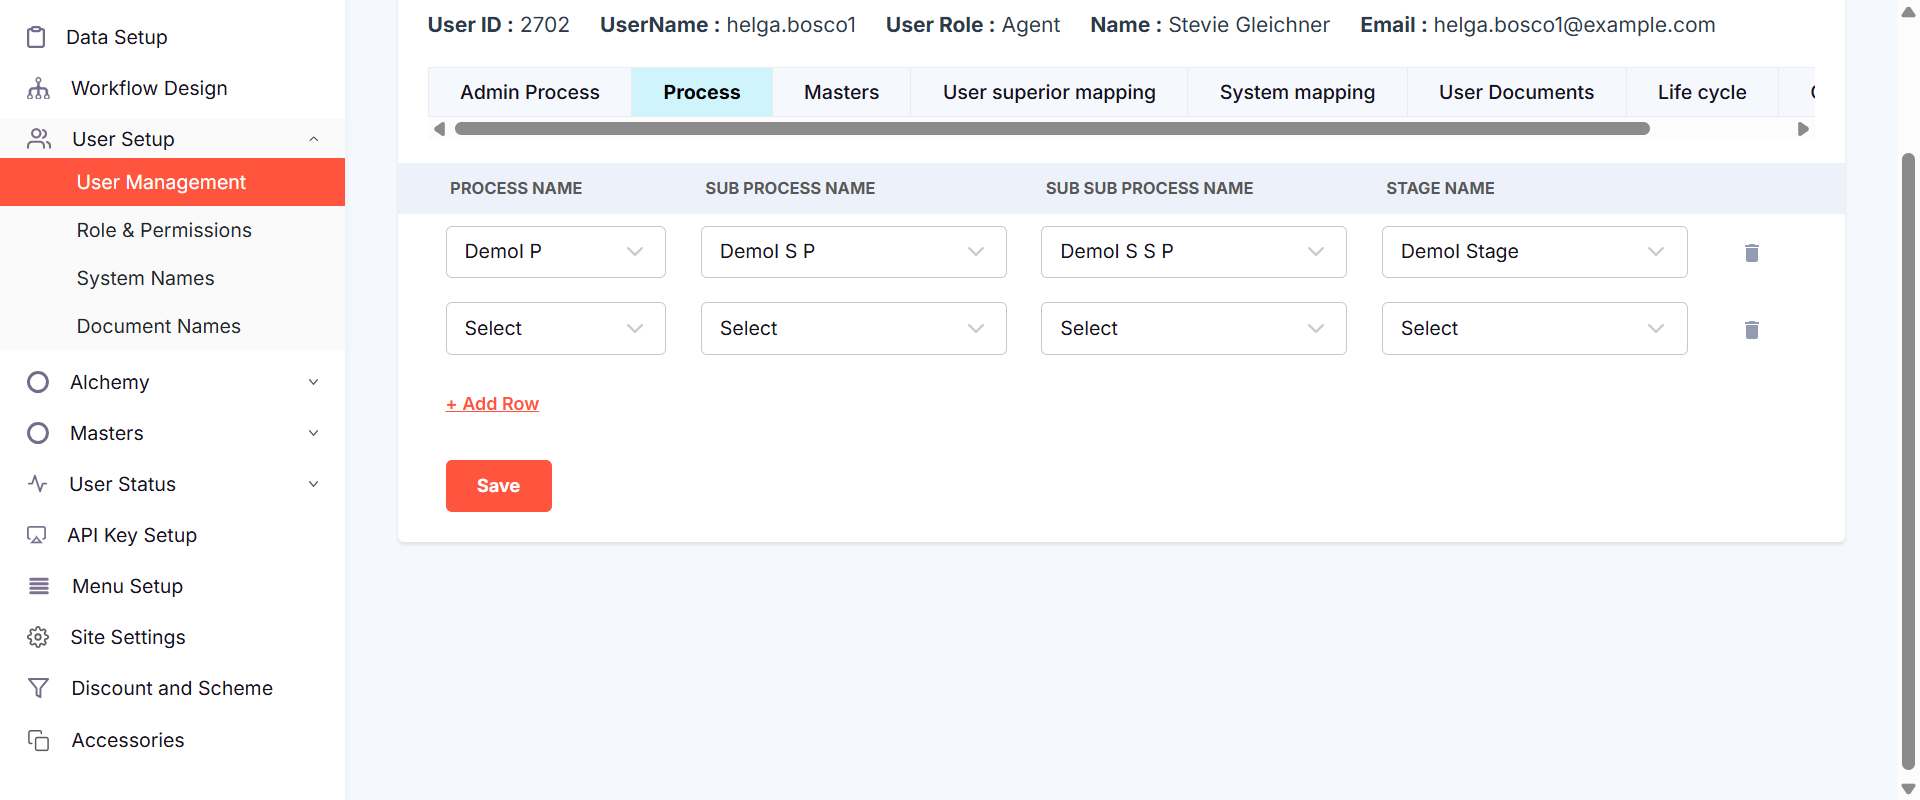 Data Setup
Workflow Design
User Setup
User Management
Role & Permissions
System Names
Document Names
Alchemy
Masters
User Status
API Key Setup
Menu Setup
Site Settings
Discount and Scheme
Accessories
User ID : 2702 UserName : helga.bosco1 User Role : Agent Name : Stevie Gleichner Email : helga.bosco1@example.com
Admin Process Process Masters User superior mapping System mapping User Documents Life cycle
PROCESS NAME SUB PROCESS NAME SUB SUB PROCESS NAME STAGE NAME
Demol P Demol S P Demol S S P Demol Stage
Select Select Select Select
+ Add Row
Save